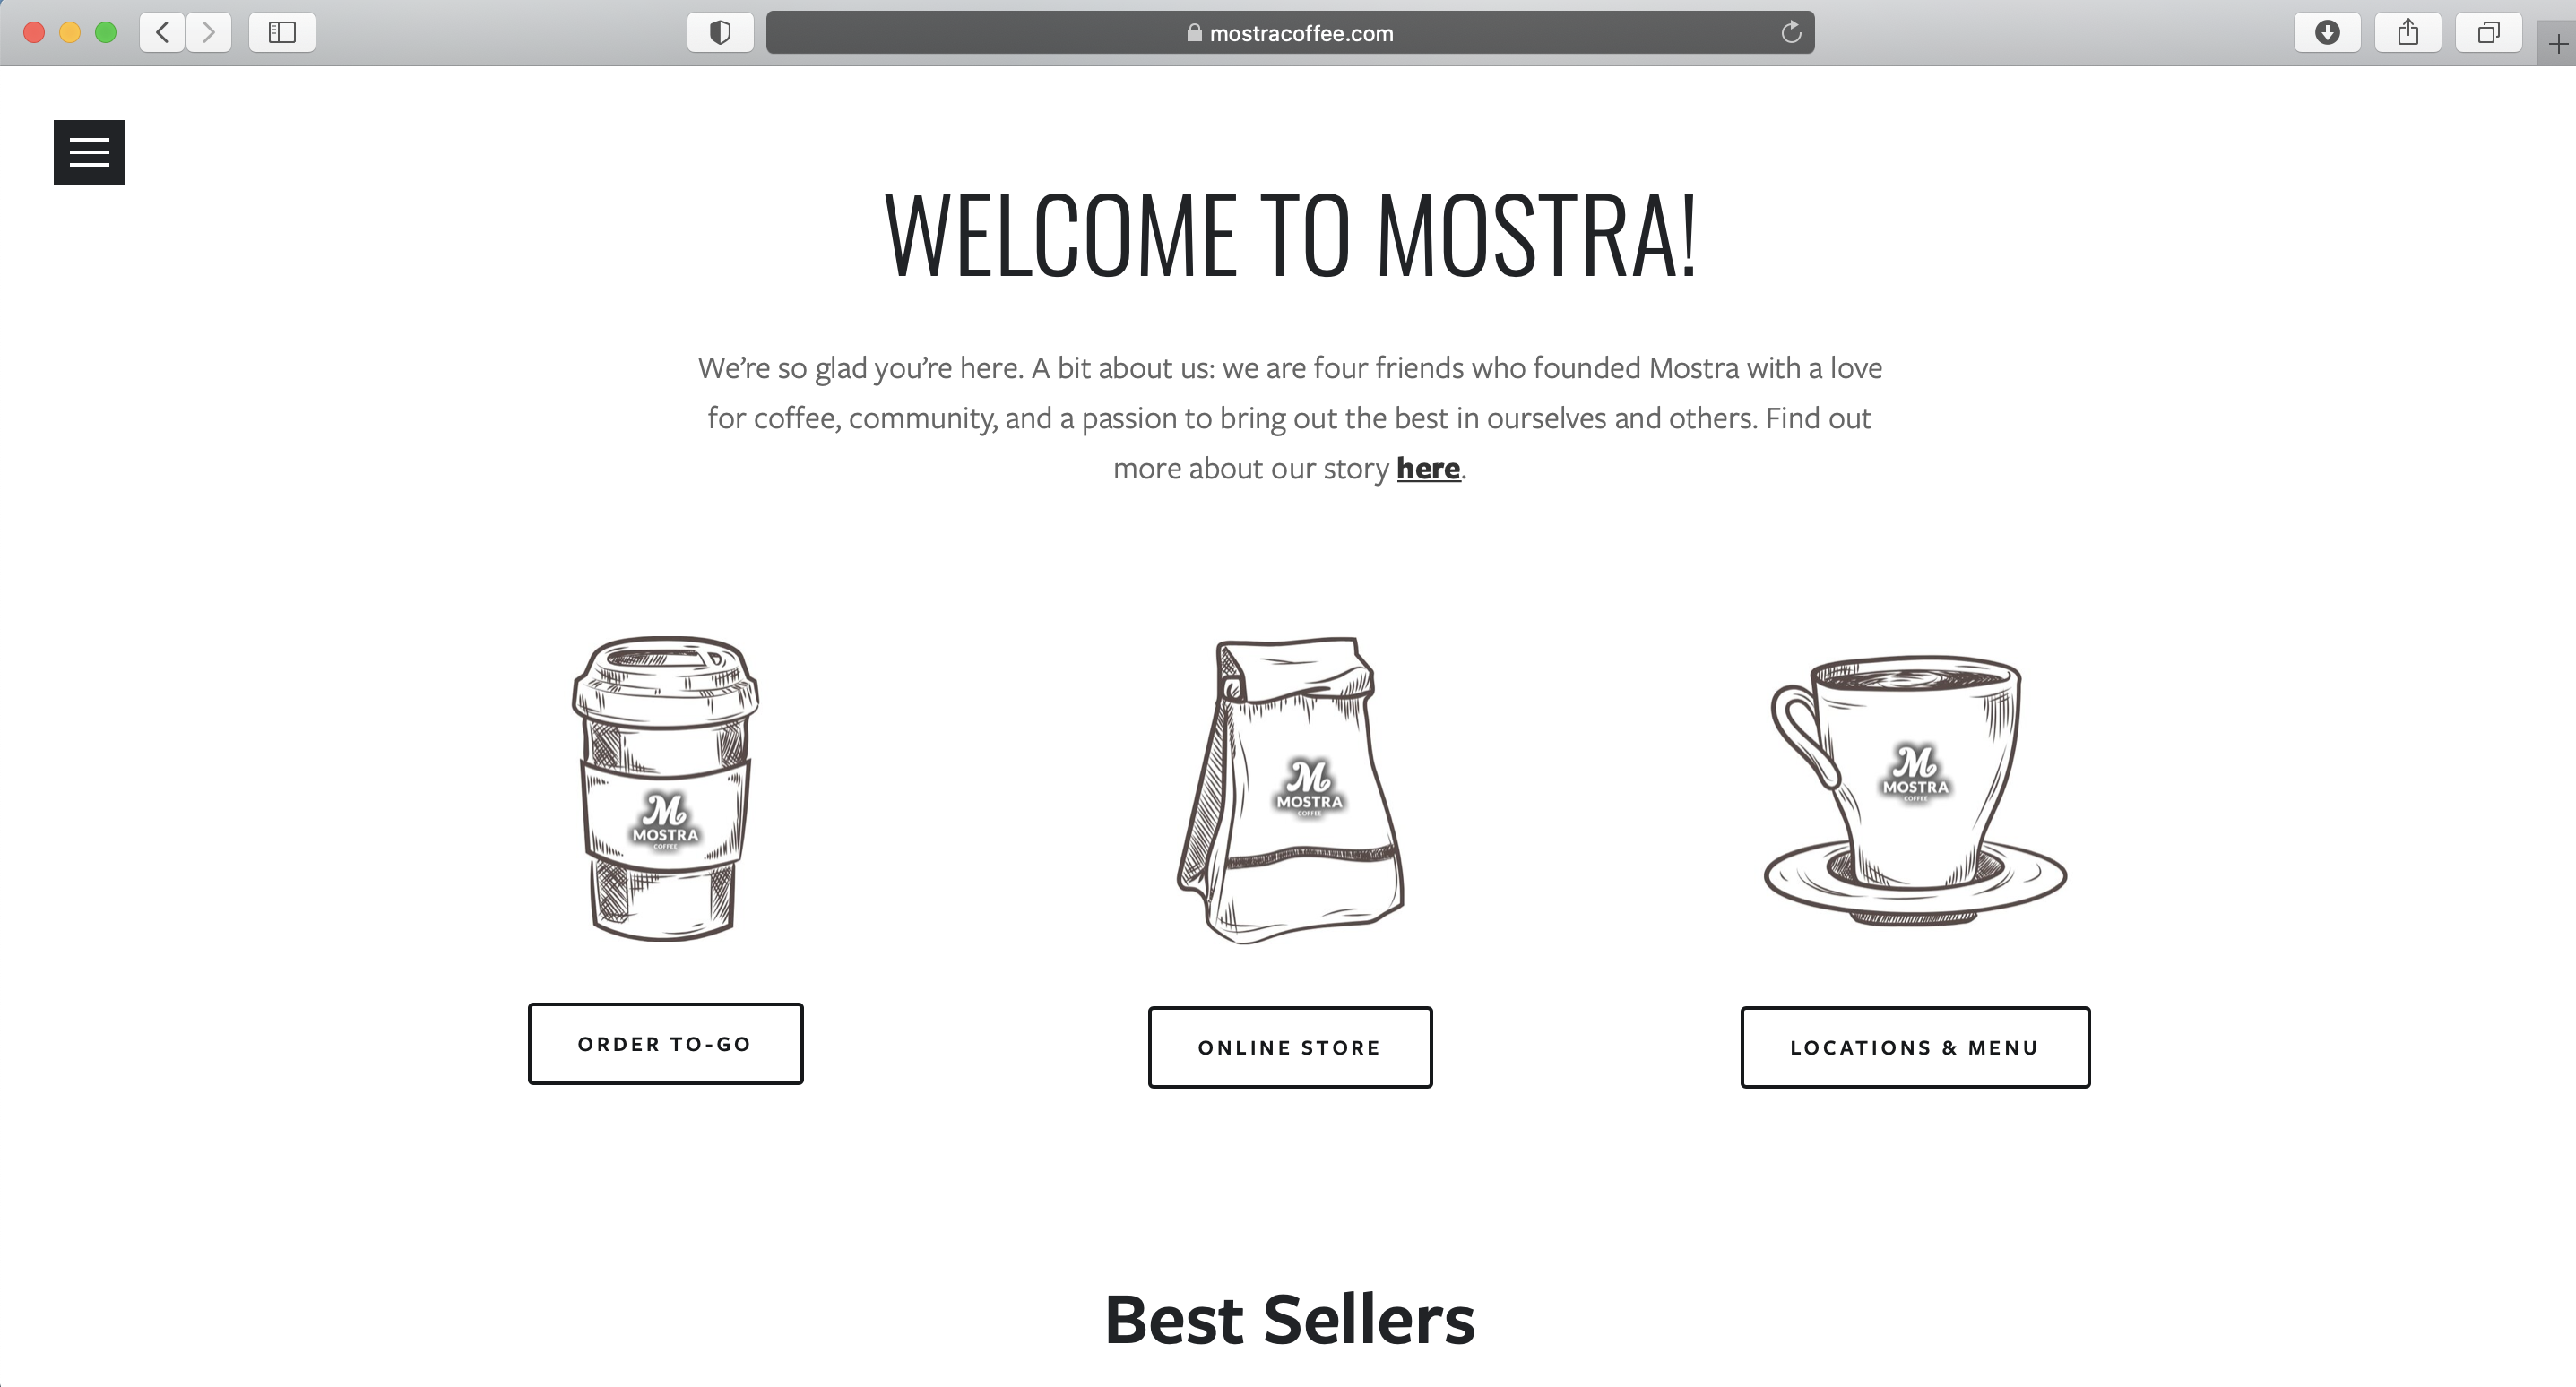 mostracoffee.com
WELCOME TO MOSTRA!
We're so glad you're here. A bit about us: we are four friends who founded Mostra with a love
for coffee, community, and a passion to bring out the best in ourselves and others. Find out
more about our story here.
M
MOSTRA
COFFEE
M
MOSTRA
COFFEE
M
MOSTRA
COFFEE
ORDER TO-GO
ONLINE STORE
LOCATIONS & MENU
Best Sellers